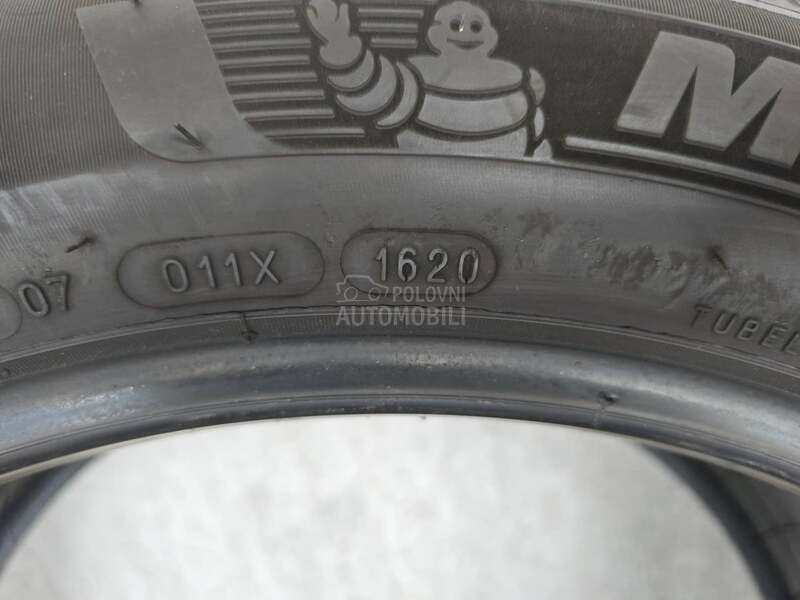 M
07 011X 1620
TUBEL
POLOVNI
AUTOMOBILI